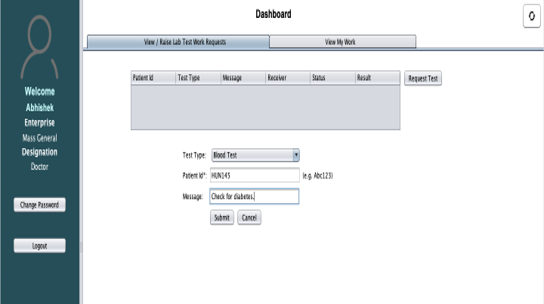 Dashboard
View / Raise Lab Test Work Requests
View My Work
Welcome
Abhishek
Enterprise
Mass General
Designation
Doctor
Change Password
Logout
Patient Id Test Type Message Receiver Status Result
Request Test
Test Type: Blood Test
Patient Id*: HUN145 (e.g. Abc123)
Message: Check for diabetes.
Submit Cancel